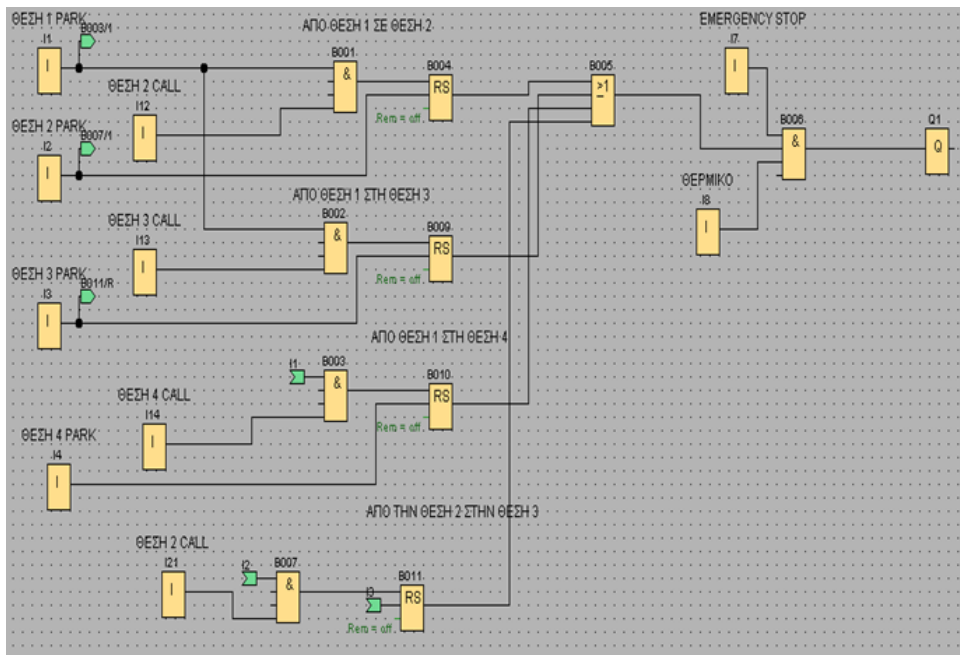 ΘΕΣΗ 1 PARK
I1
B003/1
I
ΑΠΟ ΘΕΣΗ 1 ΣΕ ΘΕΣΗ 2
B001
&
B004
RS
Rem = off
B005
>1
EMERGENCY STOP
I7
I
B006
&
Q1
Q
ΘΕΣΗ 2 CALL
I12
I
ΘΕΣΗ 2 PARK
I2
B007/1
I
ΘΕΡΜΙΚΟ
I8
I
ΑΠΟ ΘΕΣΗ 1 ΣΤΗ ΘΕΣΗ 3
B002
&
B009
RS
Rem = off
ΘΕΣΗ 3 CALL
I13
I
ΘΕΣΗ 3 PARK
I3
B011/R
I
ΑΠΟ ΘΕΣΗ 1 ΣΤΗ ΘΕΣΗ 4
I1
B003
&
B010
RS
Rem = off
ΘΕΣΗ 4 CALL
I14
I
ΘΕΣΗ 4 PARK
I4
I
ΑΠΟ ΤΗΝ ΘΕΣΗ 2 ΣΤΗΝ ΘΕΣΗ 3
ΘΕΣΗ 2 CALL
I21
I
I2
B007
&
I3
B011
RS
Rem = off